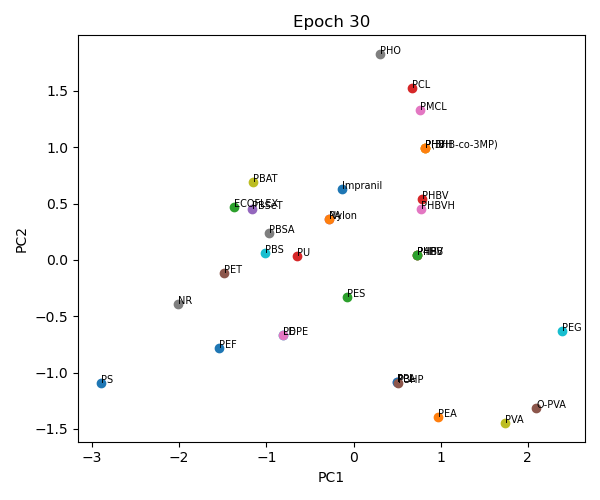 Epoch 30
PHO
PCL
PMCL
PHBH
PBAT
Impranil
ECOFLEX
PBSeT
PHBV
PHBVH
Nylon
PBSA
PBS
PU
PHB
PET
PES
NR
PEG
PEF
LDPE
PS
PBHP
PEA
O-PVA
PVA
PC2
1.5
1.0
0.5
0.0
−0.5
−1.0
−1.5
−3
−2
−1
0
1
2
PC1